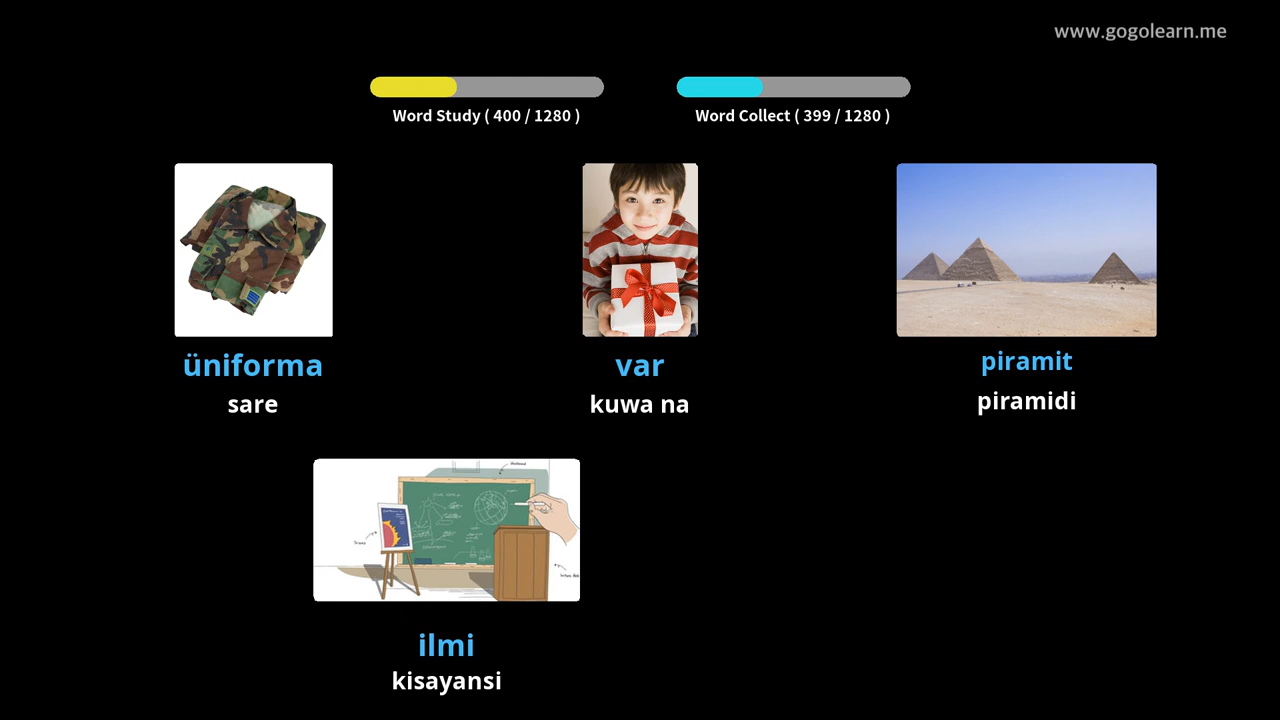 www.gogolearn.me
Word Study ( 400 / 1280 )
Word Collect ( 399 / 1280 )
üniforma
sare
var
kuwa na
piramit
piramidi
ilmi
kisayansi